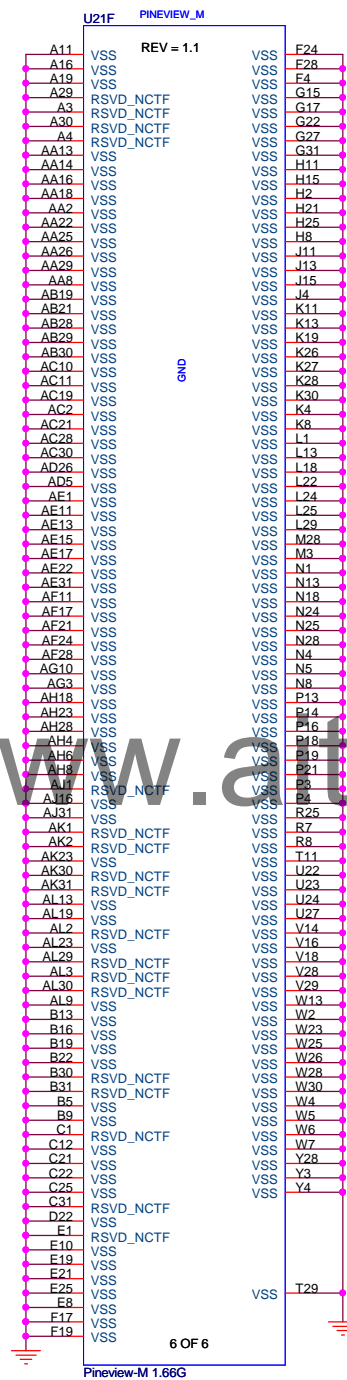 U21F
PINEVIEW_M
REV = 1.1
A11 VSS
A16 VSS
A19 VSS
A29 RSVD_NCTF
A3 VSS
A30 RSVD_NCTF
A4 RSVD_NCTF
AA13 VSS
AA14 VSS
AA16 VSS
AA18 VSS
AA2 VSS
AA22 VSS
AA25 VSS
AA26 VSS
AA29 VSS
AA8 VSS
AB19 VSS
AB21 VSS
AB28 VSS
AB29 VSS
AB30 VSS
AC10 VSS
AC11 VSS
AC19 VSS
AC2 VSS
AC21 VSS
AC28 VSS
AC30 VSS
AD26 VSS
AD5 VSS
AE1 VSS
AE11 VSS
AE13 VSS
AE15 VSS
AE17 VSS
AE22 VSS
AE31 VSS
AF11 VSS
AF17 VSS
AF21 VSS
AF24 VSS
AF28 VSS
AG10 VSS
AG3 VSS
AH18 VSS
AH23 VSS
AH28 VSS
AH4 VSS
AH6 VSS
AH8 VSS
AJ1 RSVD_NCTF
AJ16 VSS
AJ31 VSS
AK1 RSVD_NCTF
AK2 RSVD_NCTF
AK23 VSS
AK30 RSVD_NCTF
AK31 RSVD_NCTF
AL13 VSS
AL19 VSS
AL2 RSVD_NCTF
AL23 VSS
AL29 RSVD_NCTF
AL3 RSVD_NCTF
AL30 RSVD_NCTF
AL9 VSS
B13 VSS
B16 VSS
B19 VSS
B22 VSS
B30 RSVD_NCTF
B31 RSVD_NCTF
B5 VSS
B9 VSS
C1 RSVD_NCTF
C12 VSS
C21 VSS
C22 VSS
C25 VSS
C31 RSVD_NCTF
D22 VSS
E1 RSVD_NCTF
E10 VSS
E19 VSS
E21 VSS
E25 VSS
E8 VSS
F17 VSS
F19 VSS
GND
VSS F24
VSS F28
VSS F4
VSS G15
VSS G17
VSS G22
VSS G27
VSS G31
VSS H11
VSS H15
VSS H2
VSS H21
VSS H25
VSS H8
VSS J11
VSS J13
VSS J15
VSS J4
VSS K11
VSS K13
VSS K19
VSS K26
VSS K27
VSS K28
VSS K30
VSS K4
VSS K8
VSS L1
VSS L13
VSS L18
VSS L22
VSS L24
VSS L25
VSS L29
VSS M28
VSS M3
VSS N1
VSS N13
VSS N18
VSS N24
VSS N25
VSS N28
VSS N4
VSS N5
VSS N8
VSS P13
VSS P14
VSS P16
VSS P18
VSS P19
VSS P21
VSS P3
VSS P4
VSS R25
VSS R7
VSS R8
VSS T11
VSS U22
VSS U23
VSS U24
VSS U27
VSS V14
VSS V16
VSS V18
VSS V28
VSS V29
VSS W13
VSS W2
VSS W23
VSS W25
VSS W26
VSS W28
VSS W30
VSS W4
VSS W5
VSS W6
VSS W7
VSS Y28
VSS Y3
VSS Y4
VSS T29
6 OF 6
Pineview-M 1.66G
ww.ait